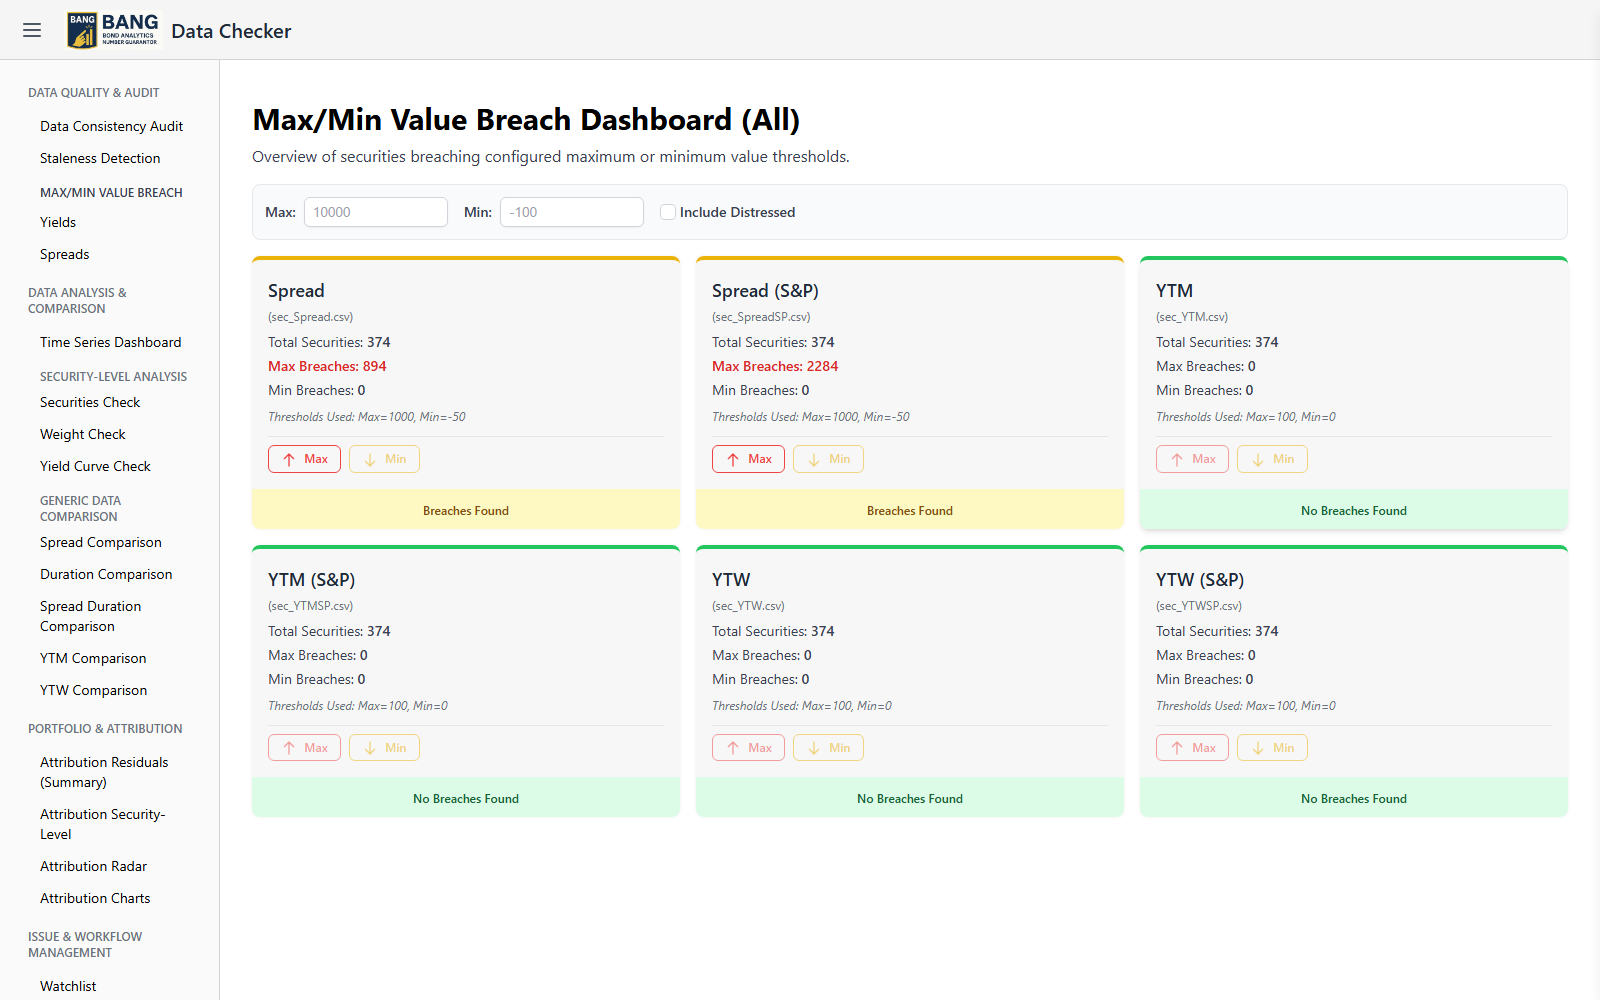 BANG
BANG
BOND ANALYTICS
NUMBER GUARANTOR
Data Checker
DATA QUALITY & AUDIT
Data Consistency Audit
Staleness Detection
MAX/MIN VALUE BREACH
Yields
Spreads
DATA ANALYSIS &
COMPARISON
Time Series Dashboard
SECURITY-LEVEL ANALYSIS
Securities Check
Weight Check
Yield Curve Check
GENERIC DATA
COMPARISON
Spread Comparison
Duration Comparison
Spread Duration
Comparison
YTM Comparison
YTW Comparison
PORTFOLIO & ATTRIBUTION
Attribution Residuals
(Summary)
Attribution Security-
Level
Attribution Radar
Attribution Charts
ISSUE & WORKFLOW
MANAGEMENT
Watchlist
Max/Min Value Breach Dashboard (All)
Overview of securities breaching configured maximum or minimum value thresholds.
Max: 10000 Min: -100 Include Distressed
Spread
(sec_Spread.csv)
Total Securities: 374
Max Breaches: 894
Min Breaches: 0
Thresholds Used: Max=1000, Min=-50
Max Min
Breaches Found
Spread (S&P)
(sec_SpreadSP.csv)
Total Securities: 374
Max Breaches: 2284
Min Breaches: 0
Thresholds Used: Max=1000, Min=-50
Max Min
Breaches Found
YTM
(sec_YTM.csv)
Total Securities: 374
Max Breaches: 0
Min Breaches: 0
Thresholds Used: Max=100, Min=0
Max Min
No Breaches Found
YTM (S&P)
(sec_YTMSP.csv)
Total Securities: 374
Max Breaches: 0
Min Breaches: 0
Thresholds Used: Max=100, Min=0
Max Min
No Breaches Found
YTW
(sec_YTW.csv)
Total Securities: 374
Max Breaches: 0
Min Breaches: 0
Thresholds Used: Max=100, Min=0
Max Min
No Breaches Found
YTW (S&P)
(sec_YTWSP.csv)
Total Securities: 374
Max Breaches: 0
Min Breaches: 0
Thresholds Used: Max=100, Min=0
Max Min
No Breaches Found